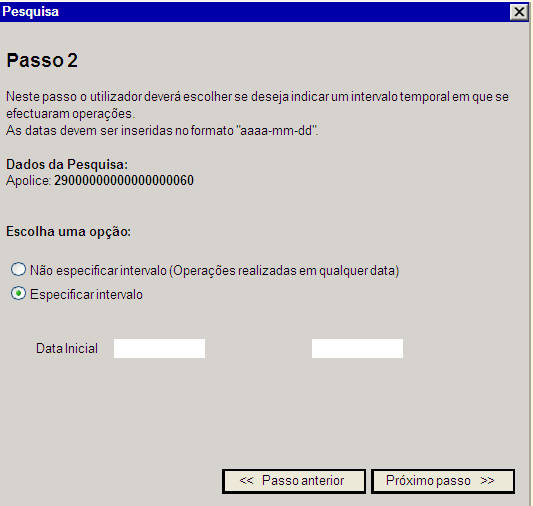 Pesquisa
Passo 2
Neste passo o utilizador deverá escolher se deseja indicar um intervalo temporal em que se
efectuaram operações.
As datas devem ser inseridas no formato "aaaa-mm-dd".
Dados da Pesquisa:
Apolice: 29000000000000000060
Escolha uma opção:
Não especificar intervalo (Operações realizadas em qualquer data)
Especificar intervalo
Data Inicial
<< Passo anterior
Próximo passo >>